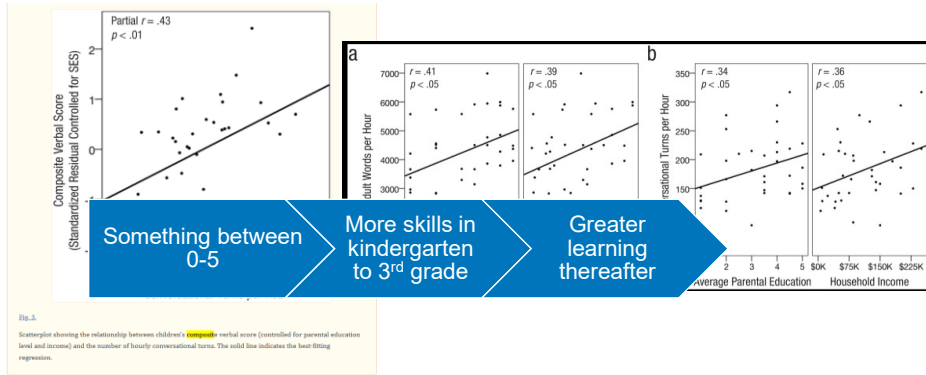 Partial r = .43
p < .01
2
1
0
Composite Verbal Score
(Standardized Residual Controlled for SES)
Fig. 3.
Scatterplot showing the relationship between children's composite verbal score (controlled for parental education
level and income) and the number of hourly conversational turns. The solid line indicates the best-fitting
regression.
a
r = .41
p < .05
r = .39
p < .05
7000
6000
5000
4000
3000
Words per Hour
b
r = .34
p < .05
r = .36
p < .05
350
300
250
200
150
Turns per Hour
2 3 4 5
$0K $75K $150K $225K
Average Parental Education
Household Income
Something between
0-5
More skills in
kindergarten
to 3rd grade
Greater
learning
thereafter